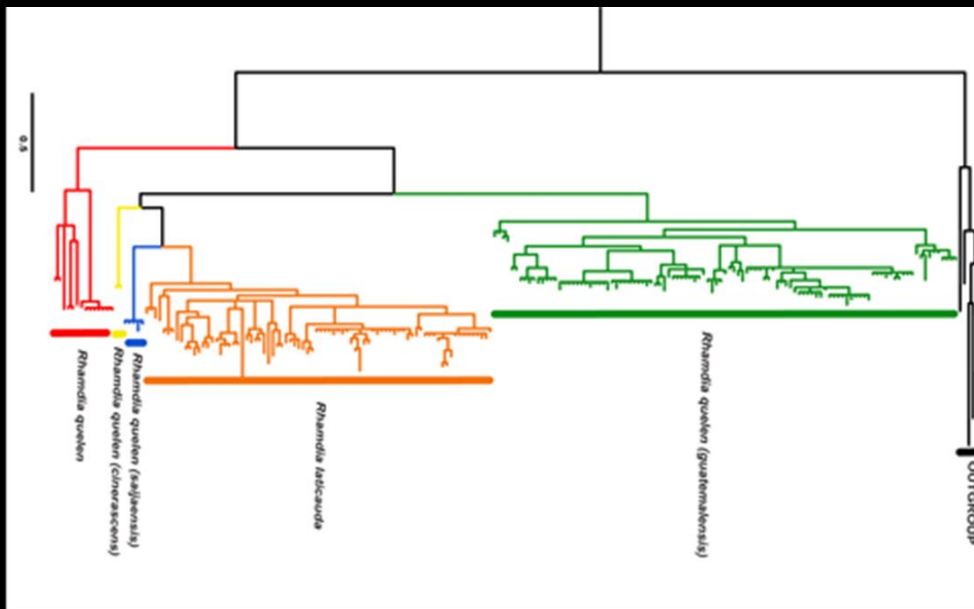 0.5
Rhamdia quelen
Rhamdia quelen (cinerascens)
Rhamdia quelen (saijaensis)
Rhamdia laticauda
Rhamdia quelen (guatemalensis)
OUTGROUP